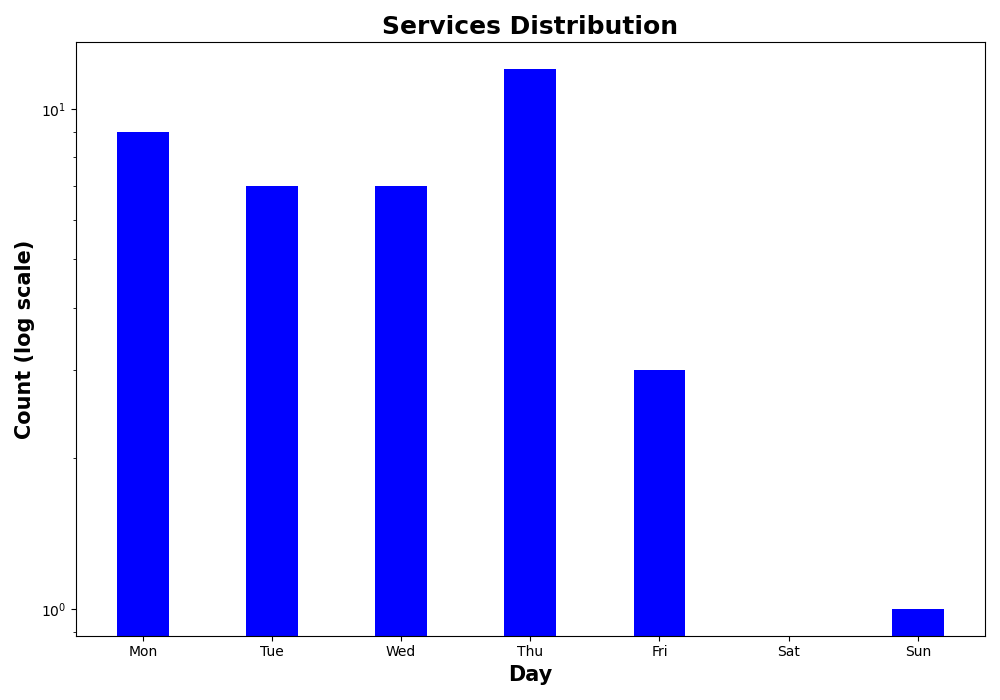 Services Distribution
Count (log scale)
10¹
10⁰
Mon Tue Wed Thu Fri Sat Sun
Day